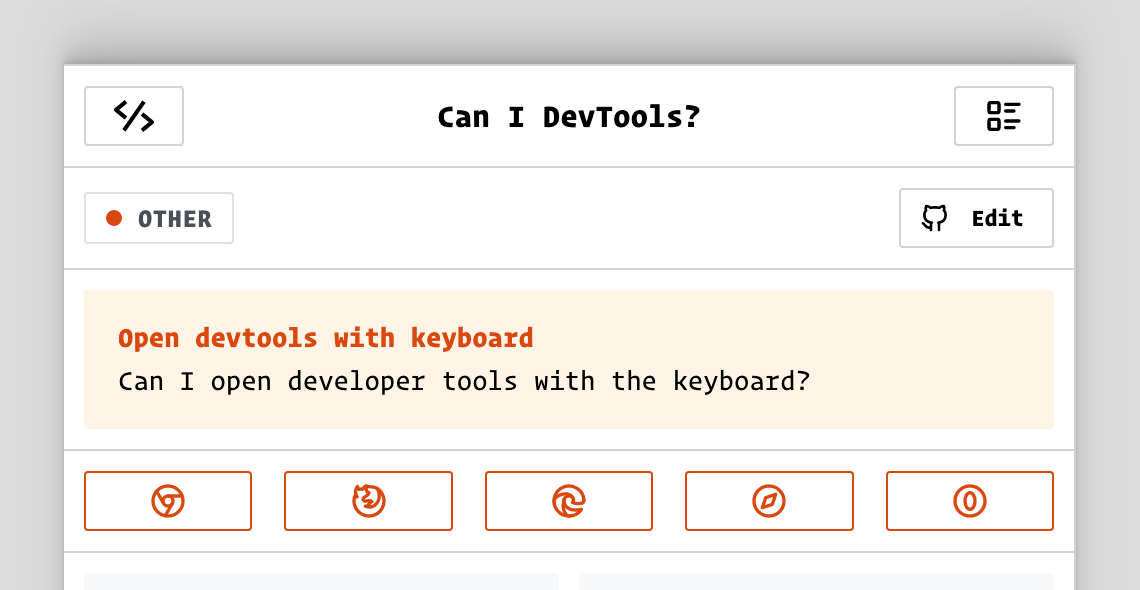 Can I DevTools?
OTHER
Edit
Open devtools with keyboard
Can I open developer tools with the keyboard?